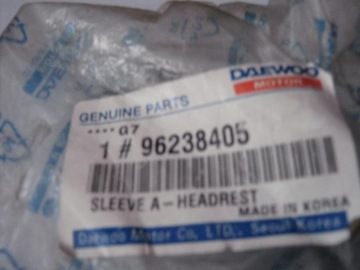 DAEWOO
MOTOR
GENUINE PARTS
****G7
1 # 96238405
SLEEVE A-HEADREST
MADE IN KOREA
Daewoo Motor Co, LTD., Seoul Korea